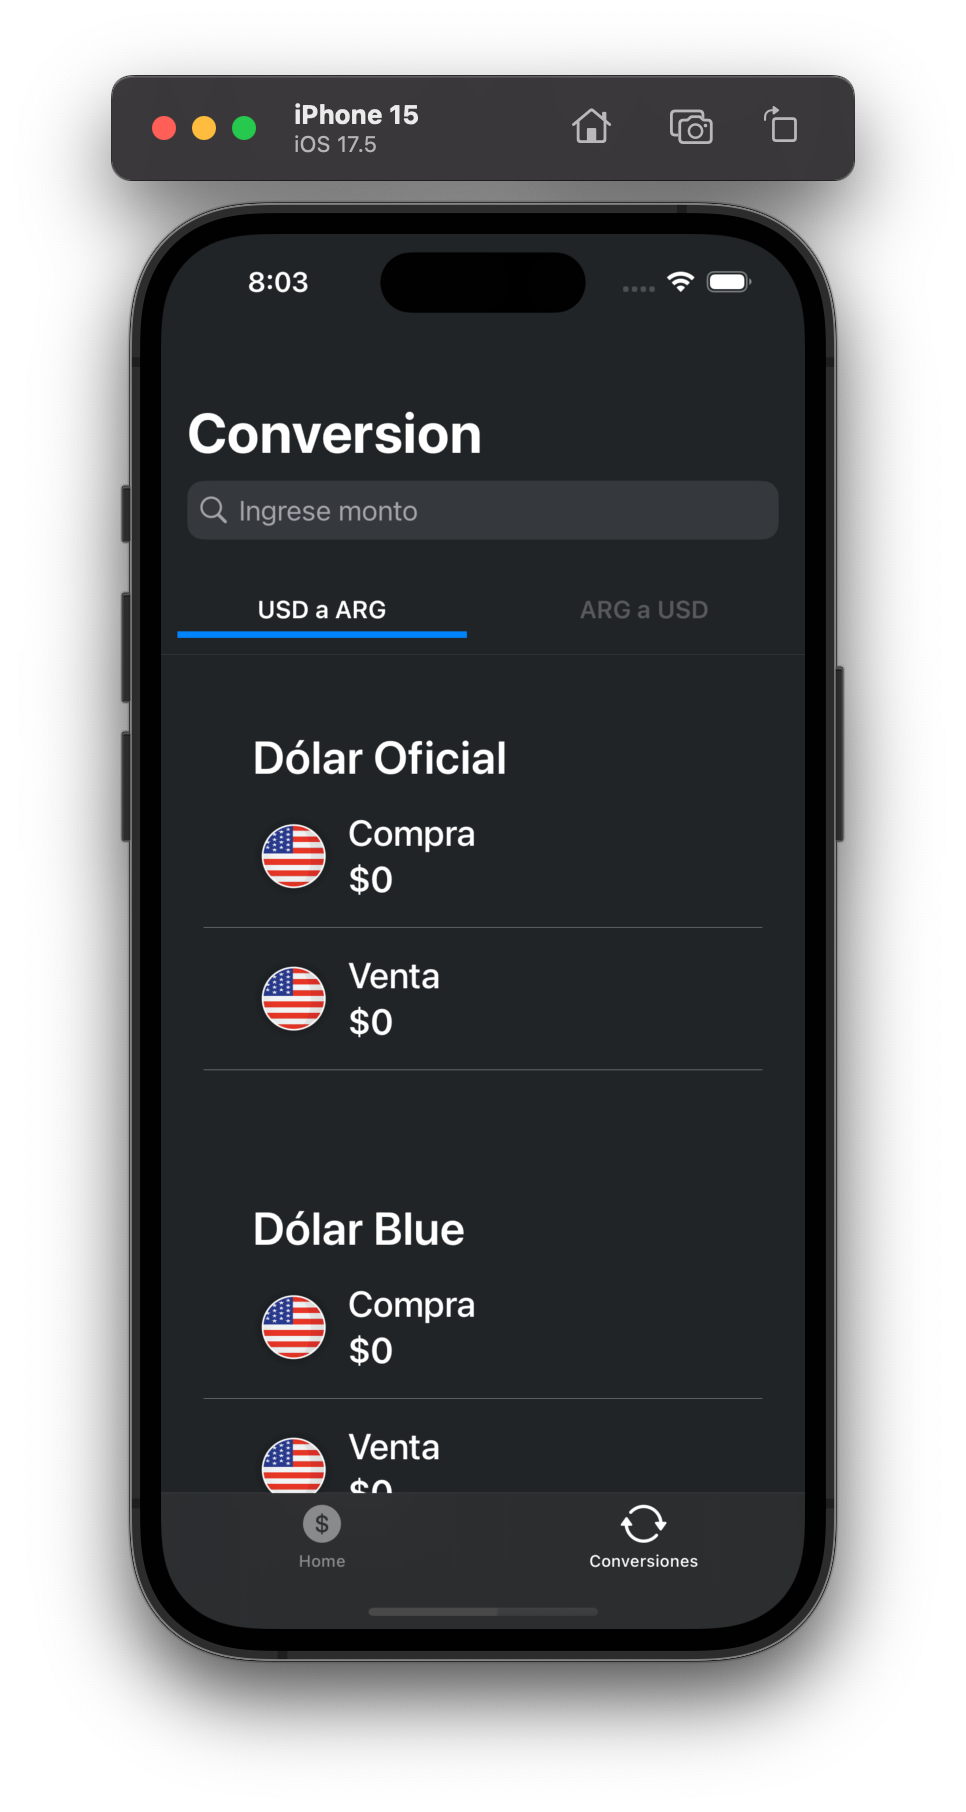 iPhone 15
iOS 17.5
8:03
Conversion
Ingrese monto
USD a ARG
ARG a USD
Dólar Oficial
Compra
$0
Venta
$0
Dólar Blue
Compra
$0
Venta
$0
$
Home
Conversiones